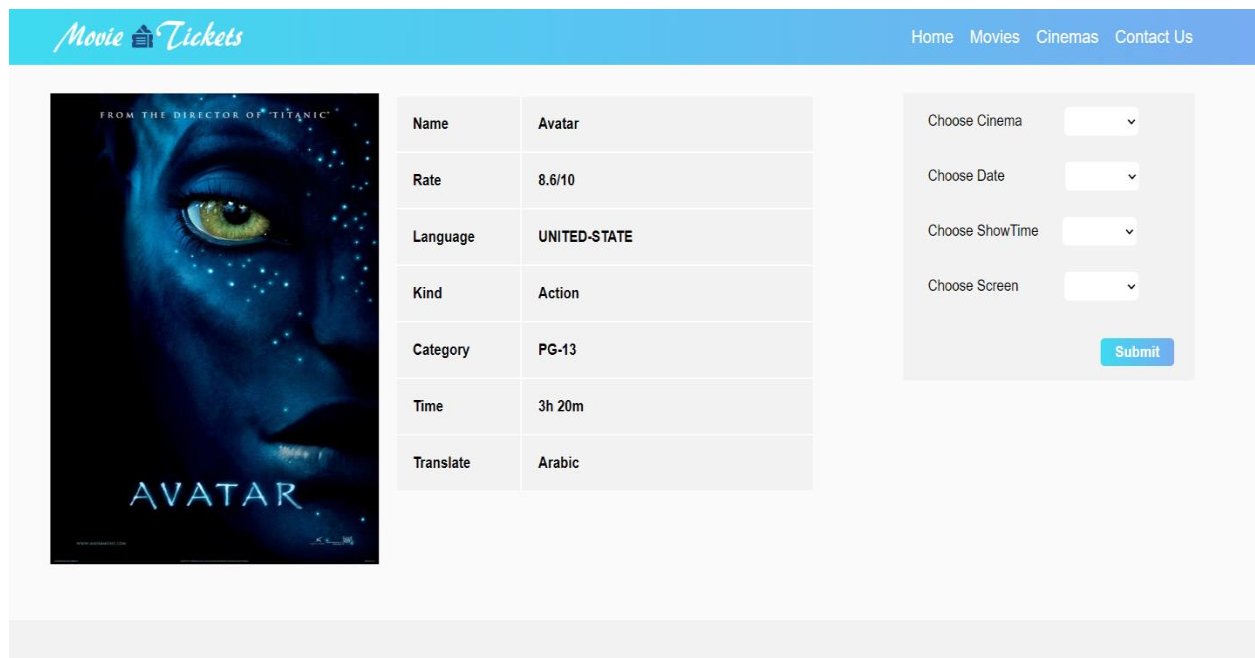 Movie Tickets
Home Movies Cinemas Contact Us
FROM THE DIRECTOR OF "TITANIC"
AVATAR
Name Avatar
Rate 8.6/10
Language UNITED-STATE
Kind Action
Category PG-13
Time 3h 20m
Translate Arabic
Choose Cinema
Choose Date
Choose ShowTime
Choose Screen
Submit